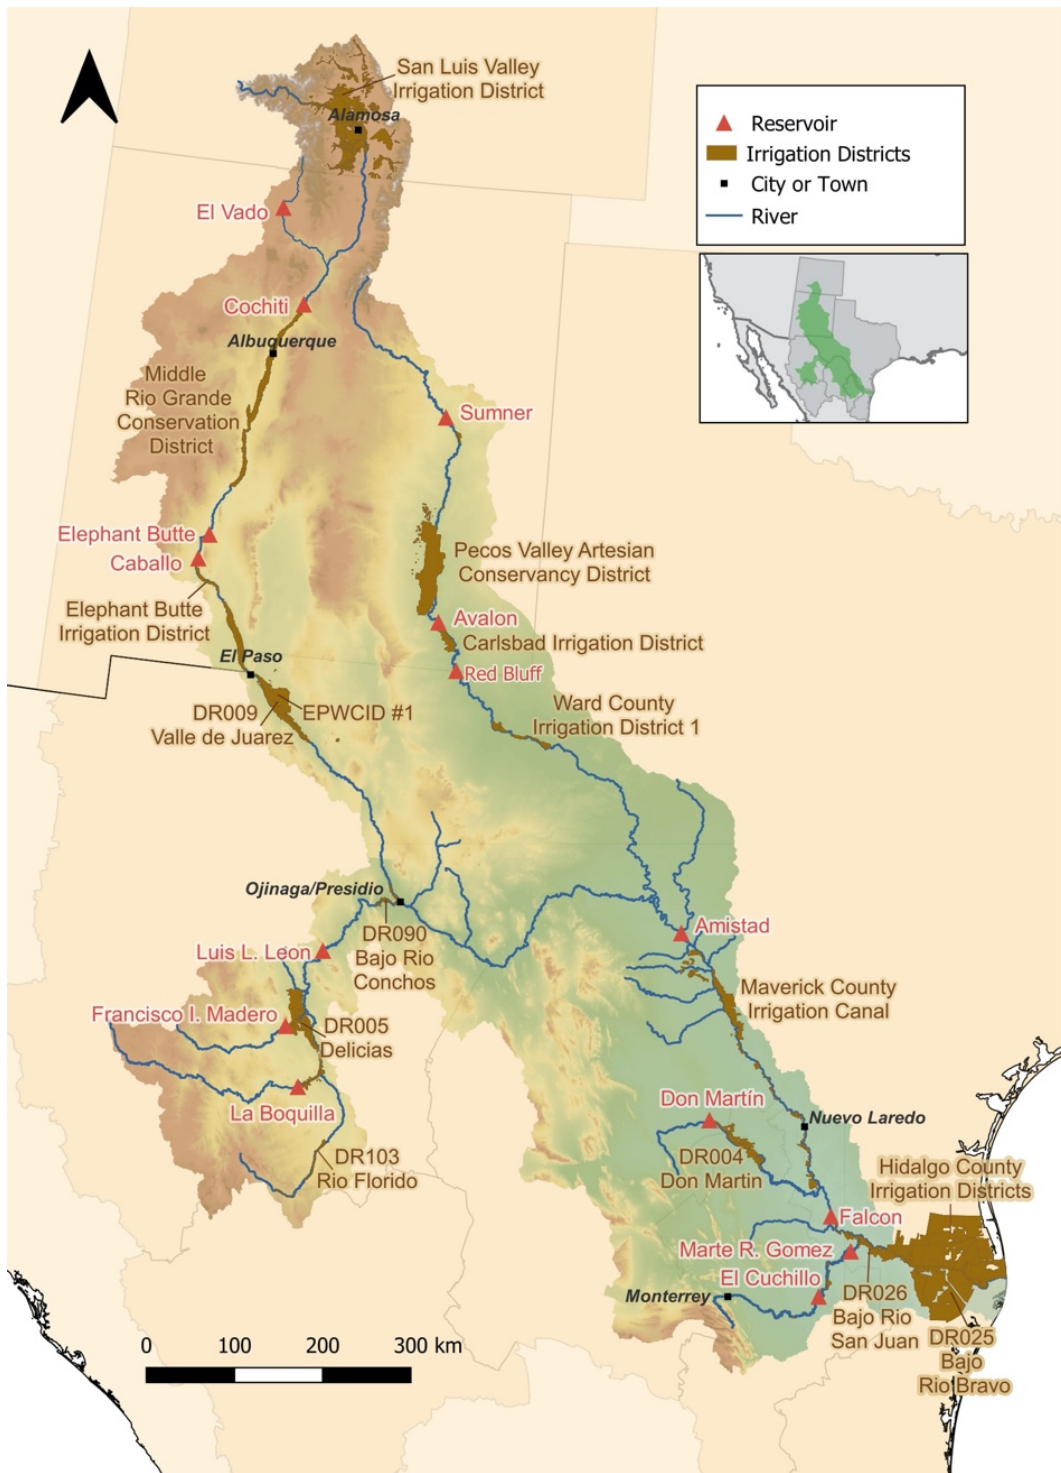 San Luis Valley
Irrigation District
Alamosa
Reservoir
Irrigation Districts
City or Town
River
El Vado
Cochiti
Albuquerque
Middle
Rio Grande
Conservation
District
Sumner
Elephant Butte
Caballo
Pecos Valley Artesian
Conservancy District
Elephant Butte
Irrigation District
Avalon
Carlsbad Irrigation District
El Paso
Red Bluff
DR009
Valle de Juarez
EPWCID #1
Ward County
Irrigation District 1
Ojinaga/Presidio
DR090
Bajo Rio
Conchos
Amistad
Luis L. Leon
Maverick County
Irrigation Canal
Francisco I. Madero
DR005
Delicias
La Boquilla
Don Martín
Nuevo Laredo
DR103
Rio Florido
DR004
Don Martin
Hidalgo County
Irrigation Districts
Falcon
Marte R. Gomez
El Cuchillo
Monterrey
DR026
Bajo Rio
San Juan
DR025
Bajo
Rio Bravo
0 100 200 300 km